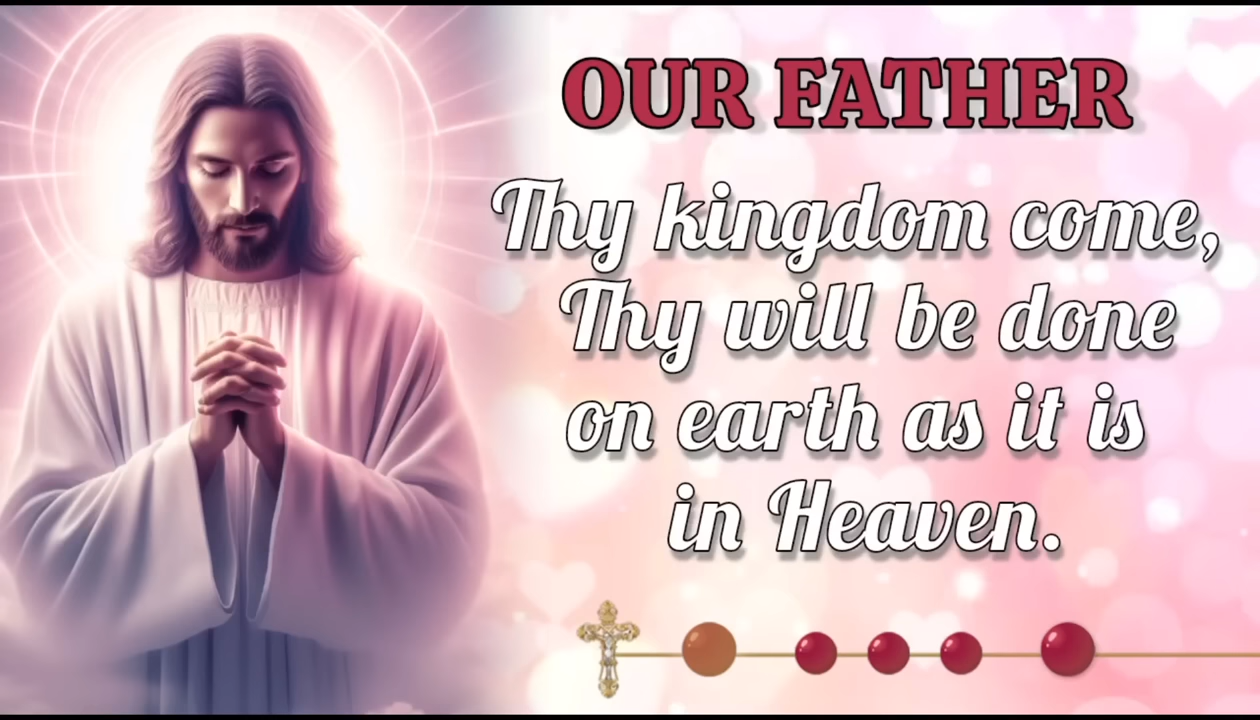 OUR FATHER
Thy kingdom come,
Thy will be done
on earth as it is
in Heaven.